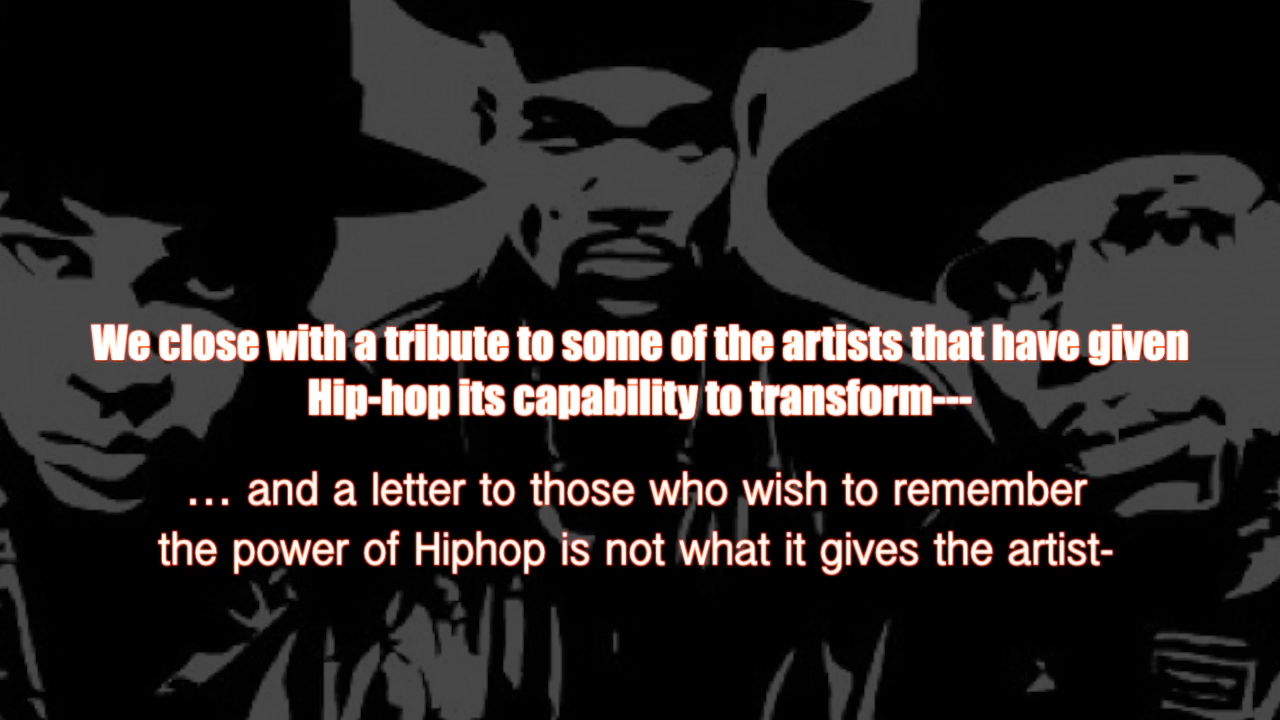 We close with a tribute to some of the artists that have given
Hip-hop its capability to transform---
... and a letter to those who wish to remember
the power of Hiphop is not what it gives the artist-